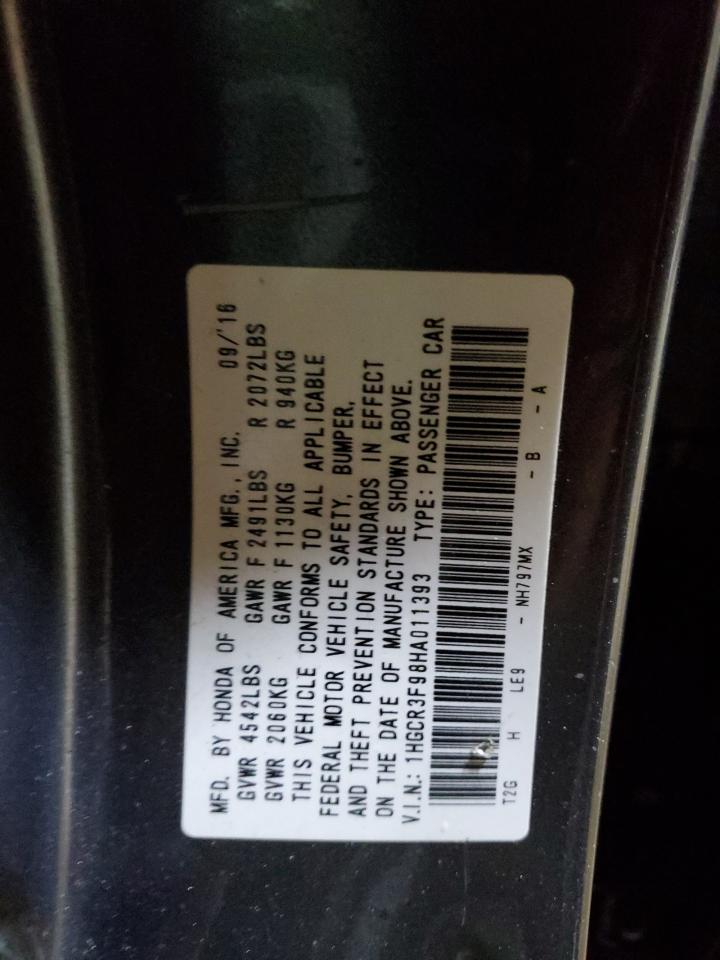 MFD. BY HONDA OF AMERICA MFG., INC. 09/'16
GVWR 4542LBS GAWR F 2491LBS R 2072LBS
GVWR 2060KG GAWR F 1130KG R 940KG
THIS VEHICLE CONFORMS TO ALL APPLICABLE
FEDERAL MOTOR VEHICLE SAFETY, BUMPER,
AND THEFT PREVENTION STANDARDS IN EFFECT
ON THE DATE OF MANUFACTURE SHOWN ABOVE.
V.I.N.: 1HGCR3F98HA011393 TYPE: PASSENGER CAR
T2G H LE9 - NH797MX - B - A